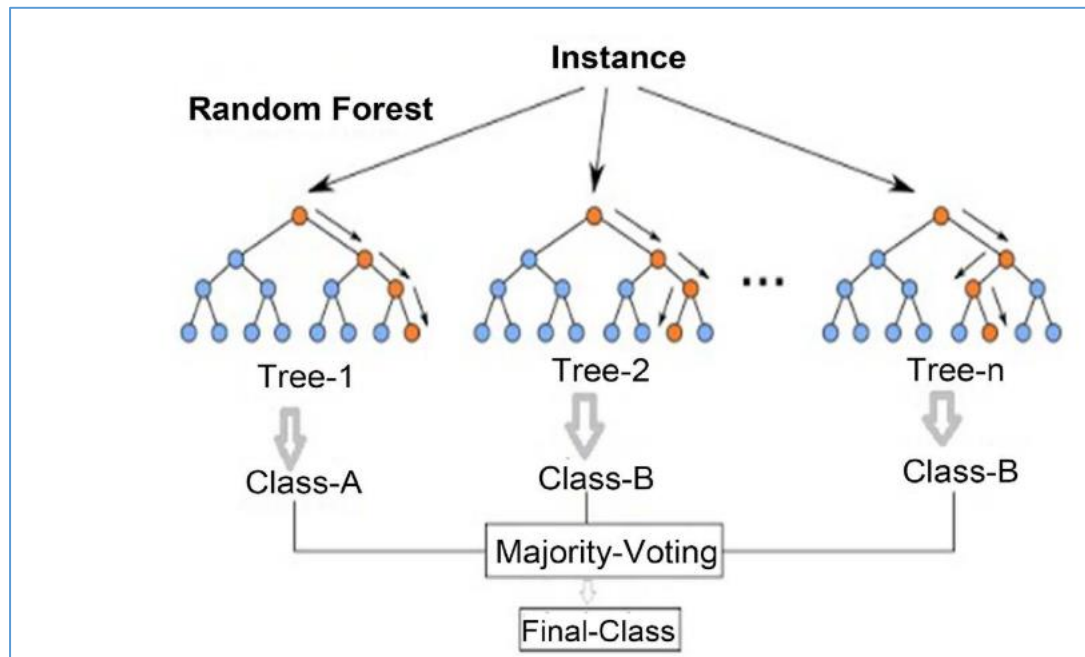 Instance
Random Forest
...
Tree-1
Tree-2
Tree-n
Class-A
Class-B
Class-B
Majority-Voting
Final-Class